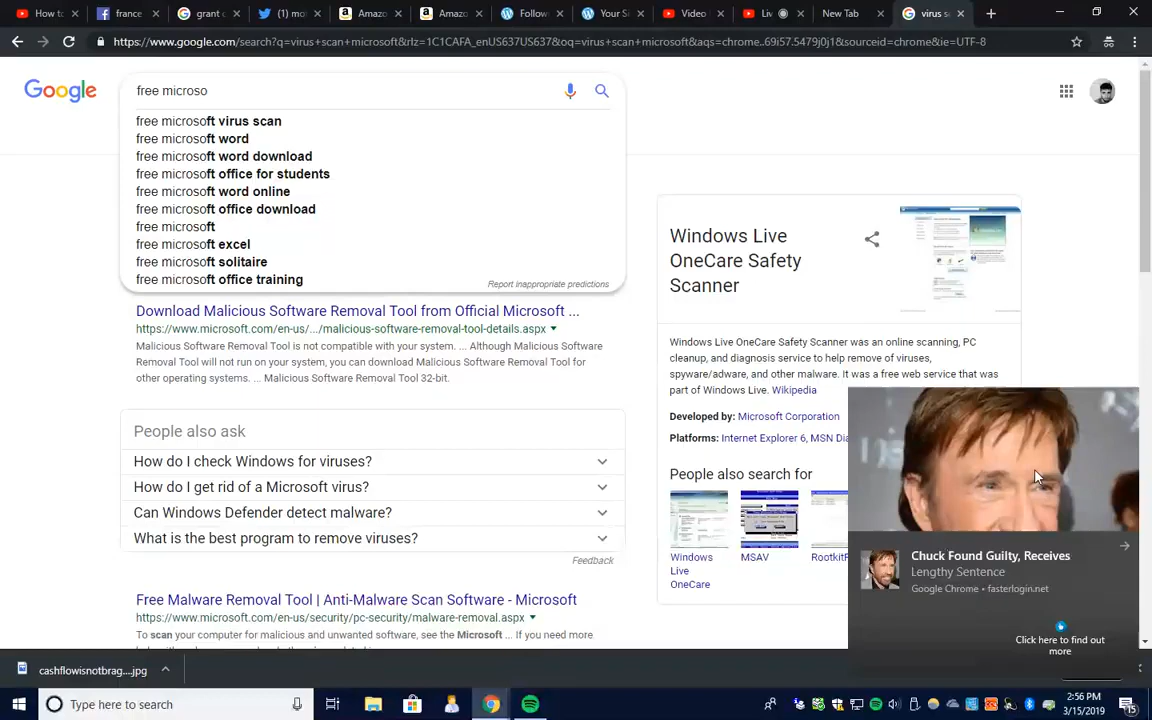 How to
france
grant c
(1) mo
Amazo
Amazo
Follow
Your S
Video
Liv
New Tab
virus s
https://www.google.com/search?q=virus+scan+microsoft&rlz=1C1CAFA_enUS637US637&oq=virus+scan+microsoft&aqs=chrome..69i57.5479j0j1&sourceid=chrome&ie=UTF-8
Google
free microso
free microsoft virus scan
free microsoft word
free microsoft word download
free microsoft office for students
free microsoft word online
free microsoft office download
free microsoft
free microsoft excel
free microsoft solitaire
free microsoft office training
Report inappropriate predictions
Download Malicious Software Removal Tool from Official Microsoft ...
https://www.microsoft.com/en-us/.../malicious-software-removal-tool-details.aspx
Malicious Software Removal Tool is not compatible with your system. ... Although Malicious Software
Removal Tool will not run on your system, you can download Malicious Software Removal Tool for
other operating systems. ... Malicious Software Removal Tool 32-bit.
People also ask
How do I check Windows for viruses?
How do I get rid of a Microsoft virus?
Can Windows Defender detect malware?
What is the best program to remove viruses?
Feedback
Free Malware Removal Tool | Anti-Malware Scan Software - Microsoft
https://www.microsoft.com/en-us/security/pc-security/malware-removal.aspx
To scan your computer for malicious and unwanted software, see the Microsoft ... If you need more
Windows Live
OneCare Safety
Scanner
Windows Live OneCare Safety Scanner was an online scanning, PC
cleanup, and diagnosis service to help remove of viruses,
spyware/adware, and other malware. It was a free web service that was
part of Windows Live. Wikipedia
Developed by: Microsoft Corporation
Platforms: Internet Explorer 6, MSN Dia
People also search for
Windows
Live
OneCare
MSAV
RootkitR
Chuck Found Guilty, Receives
Lengthy Sentence
Google Chrome • fasterlogin.net
Click here to find out
more
cashflowisnotbrag....jpg
Type here to search
2:56 PM
3/15/2019
15